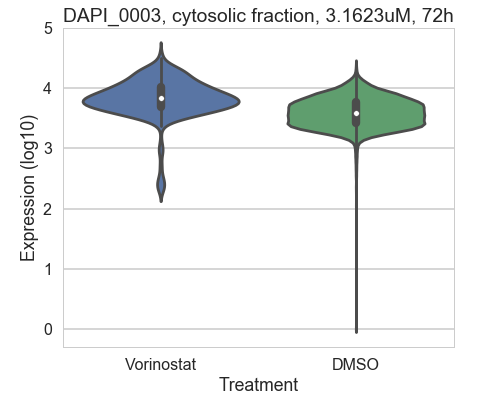 DAPI_0003, cytosolic fraction, 3.1623uM, 72h
5
4
3
2
1
0
Expression (log10)
Vorinostat DMSO
Treatment